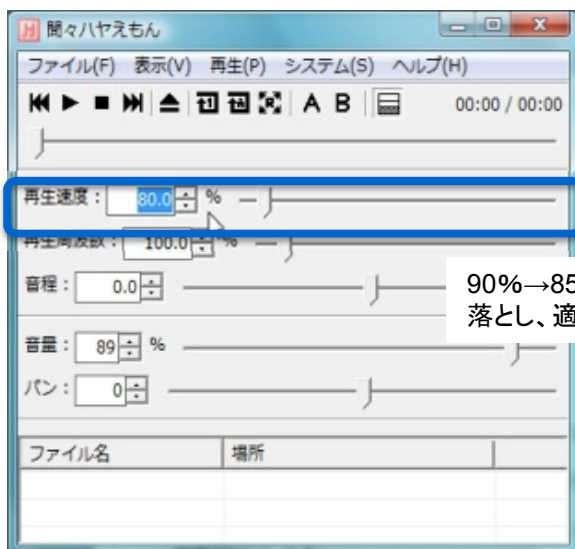 聞々ハヤえもん
ファイル(F) 表示(V) 再生(P) システム(S) ヘルプ(H)
A B 00:00 / 00:00
再生速度： 80.0 %
再生周波数： 100.0 %
音程： 0.0
90%→85
落とし、適
音量： 89 %
パン： 0
ファイル名 場所